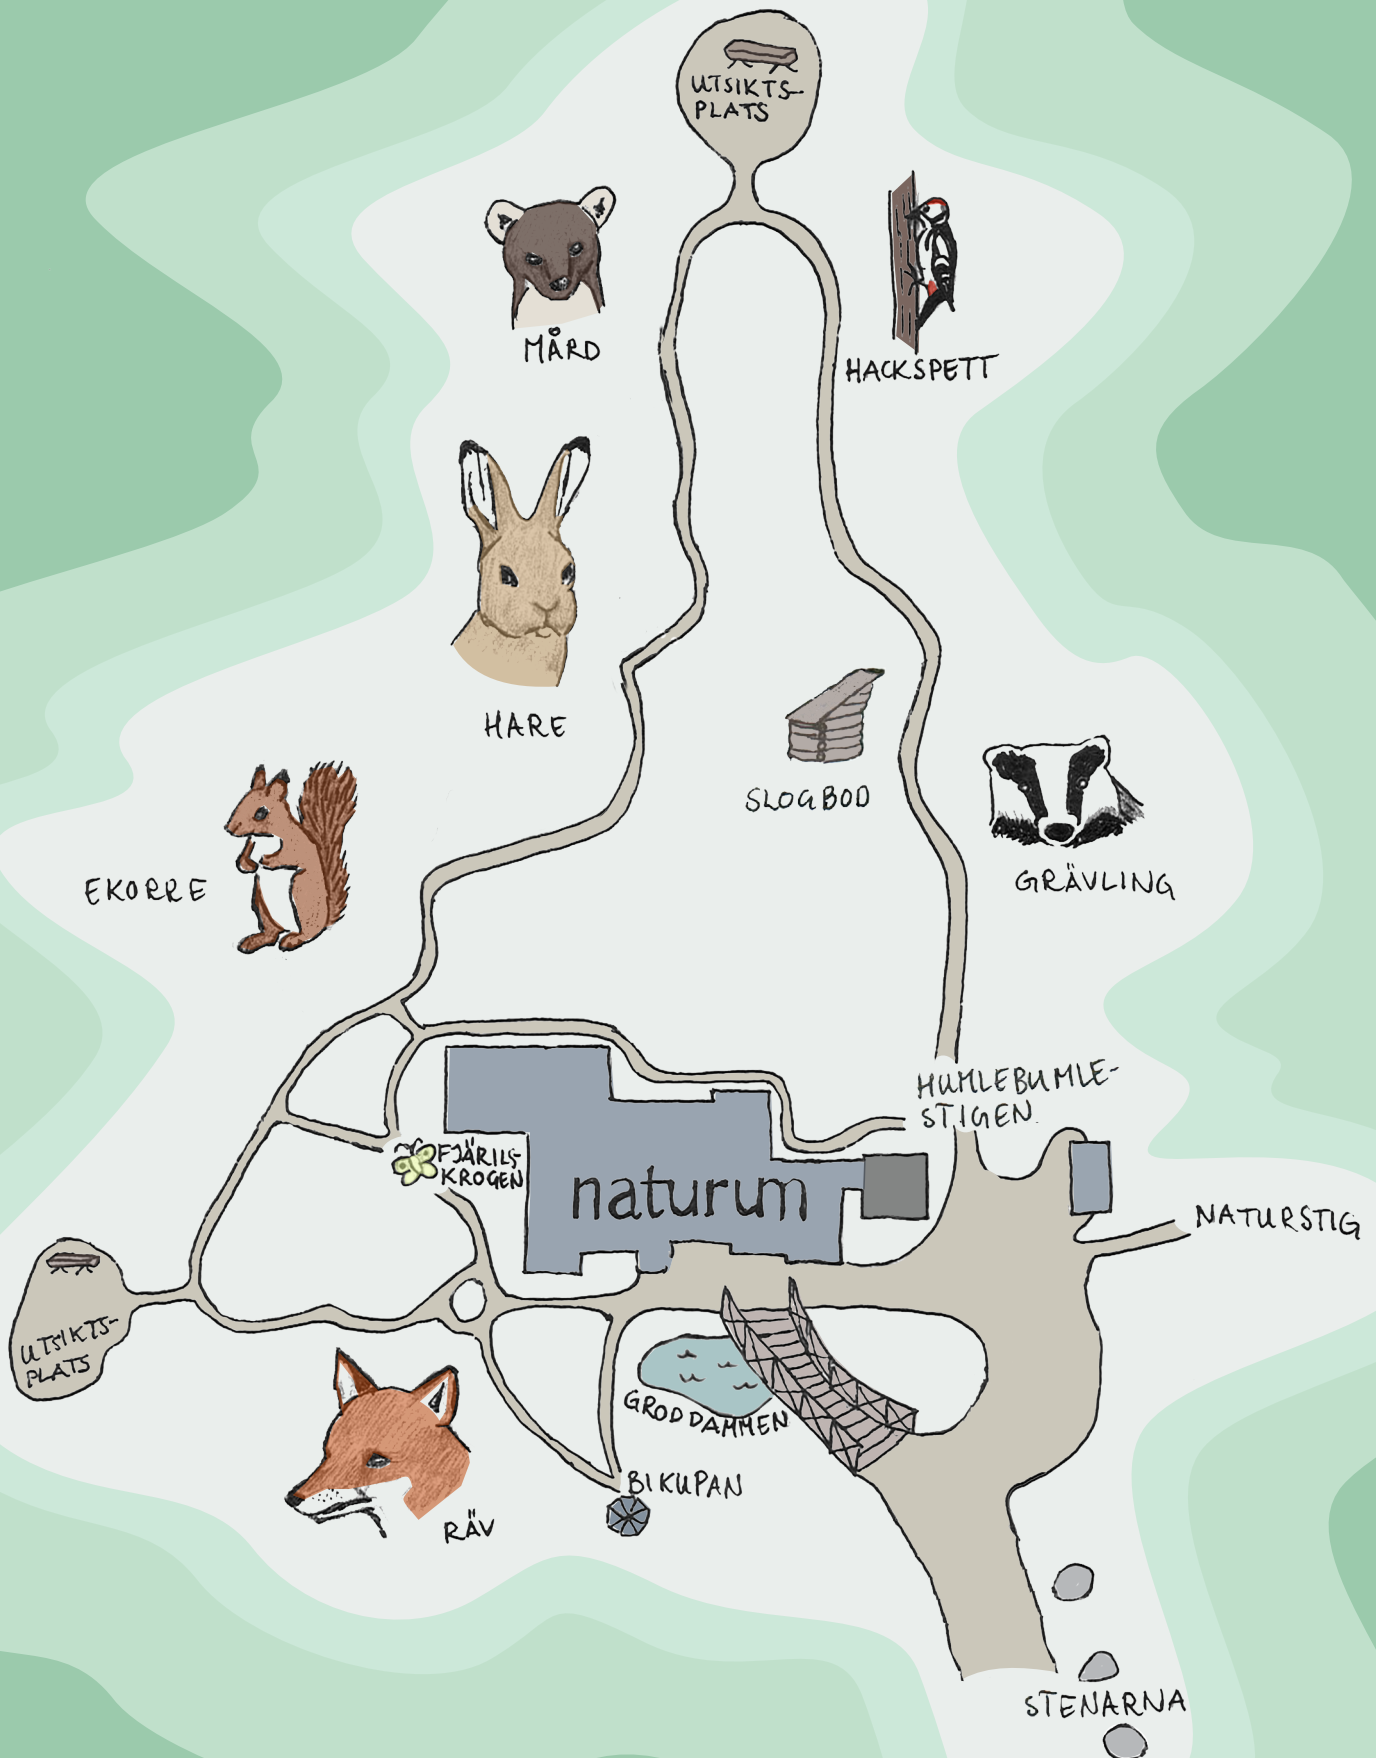 UTSIKTS-
PLATS
MÅRD
HACKSPETT
HARE
SLOGBOD
GRÄVLING
EKORRE
HUMLEBUMLE-
STIGEN
FJÄRILS-
KROGEN
naturum
NATURSTIG
UTSIKTS-
PLATS
GRODDAMMEN
BIKUPAN
RÄV
STENARNA